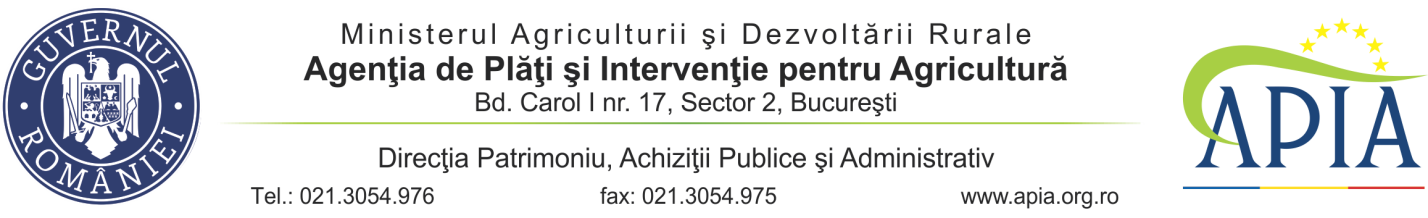 GUVERNUL ROMÂNIEI
Ministerul Agriculturii şi Dezvoltării Rurale
Agenţia de Plăţi şi Intervenţie pentru Agricultură
Bd. Carol I nr. 17, Sector 2, Bucureşti
Direcţia Patrimoniu, Achiziţii Publice şi Administrativ
Tel.: 021.3054.976 fax: 021.3054.975 www.apia.org.ro
APIA